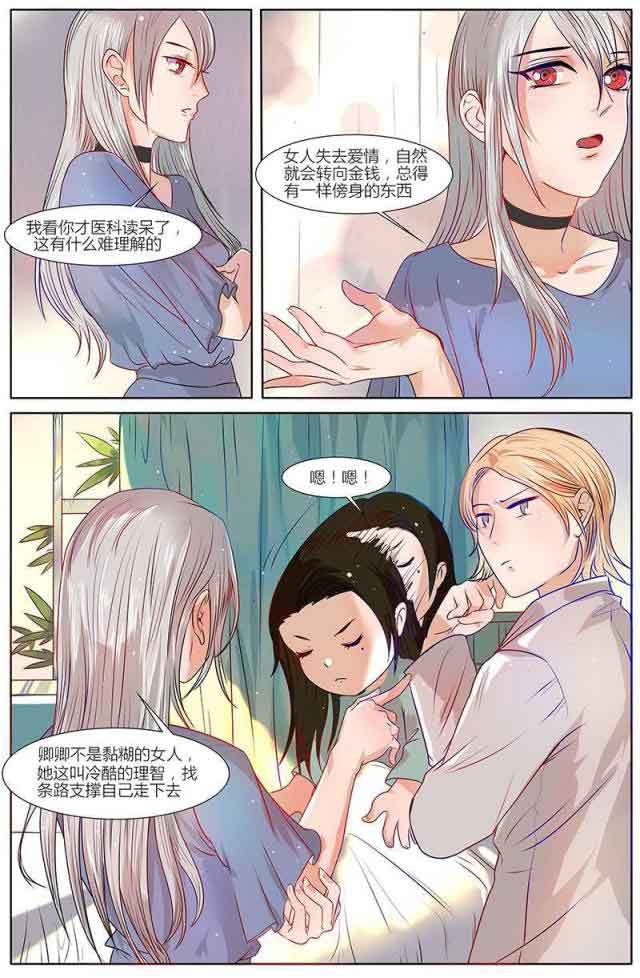 我看你才医科读呆了，
这有什么难理解的
女人失去爱情，自然
就会转向金钱，总得
有一样傍身的东西
嗯！嗯！
卿卿不是黏糊的女人，
她这叫冷酷的理智，找
条路支撑自己走下去